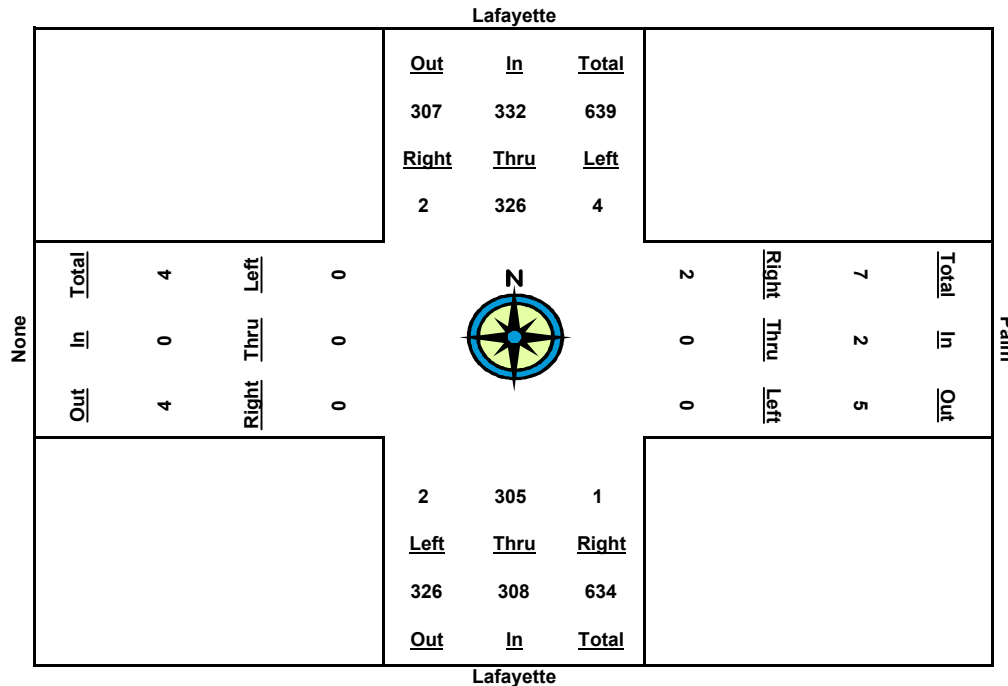 Lafayette
Out In Total
307 332 639
Right Thru Left
2 326 4
None
Total 4 Left 0
In 0 Thru 0
Out 4 Right 0
N
2 Right 7 Total
0 Thru 2 In
0 Left 5 Out
2 305 1
Left Thru Right
326 308 634
Out In Total
Lafayette